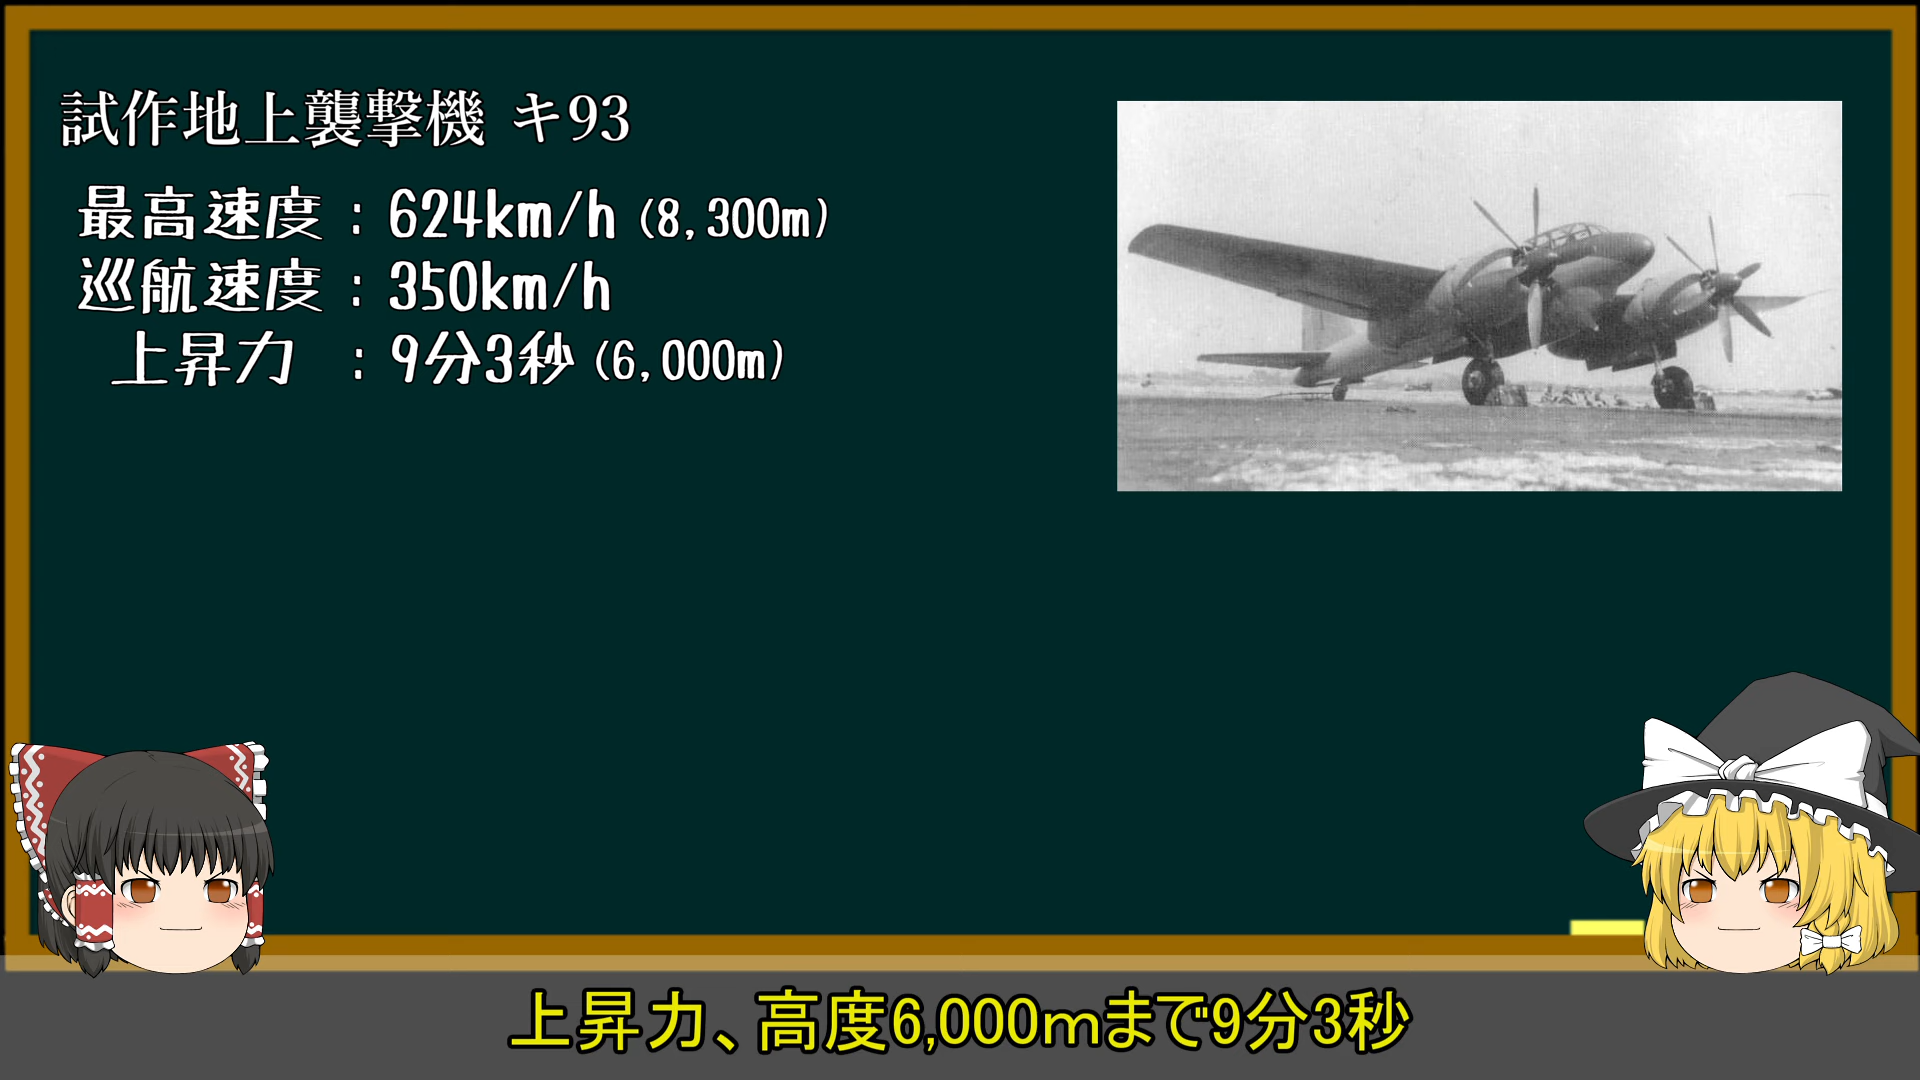 試作地上襲撃機 キ93
最高速度：624km/h (8,300m)
巡航速度：350km/h
上昇力 ：9分3秒 (6,000m)
上昇力、高度6,000mまで9分3秒